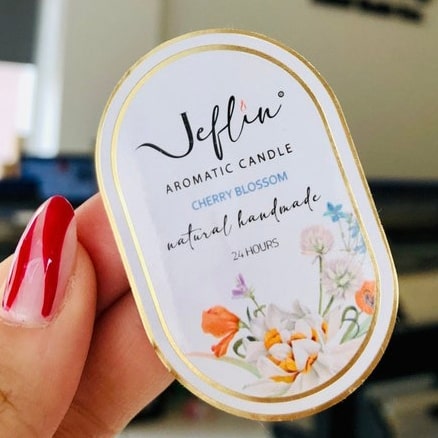 Jeflin®
AROMATIC CANDLE
CHERRY BLOSSOM
natural handmade
24 HOURS